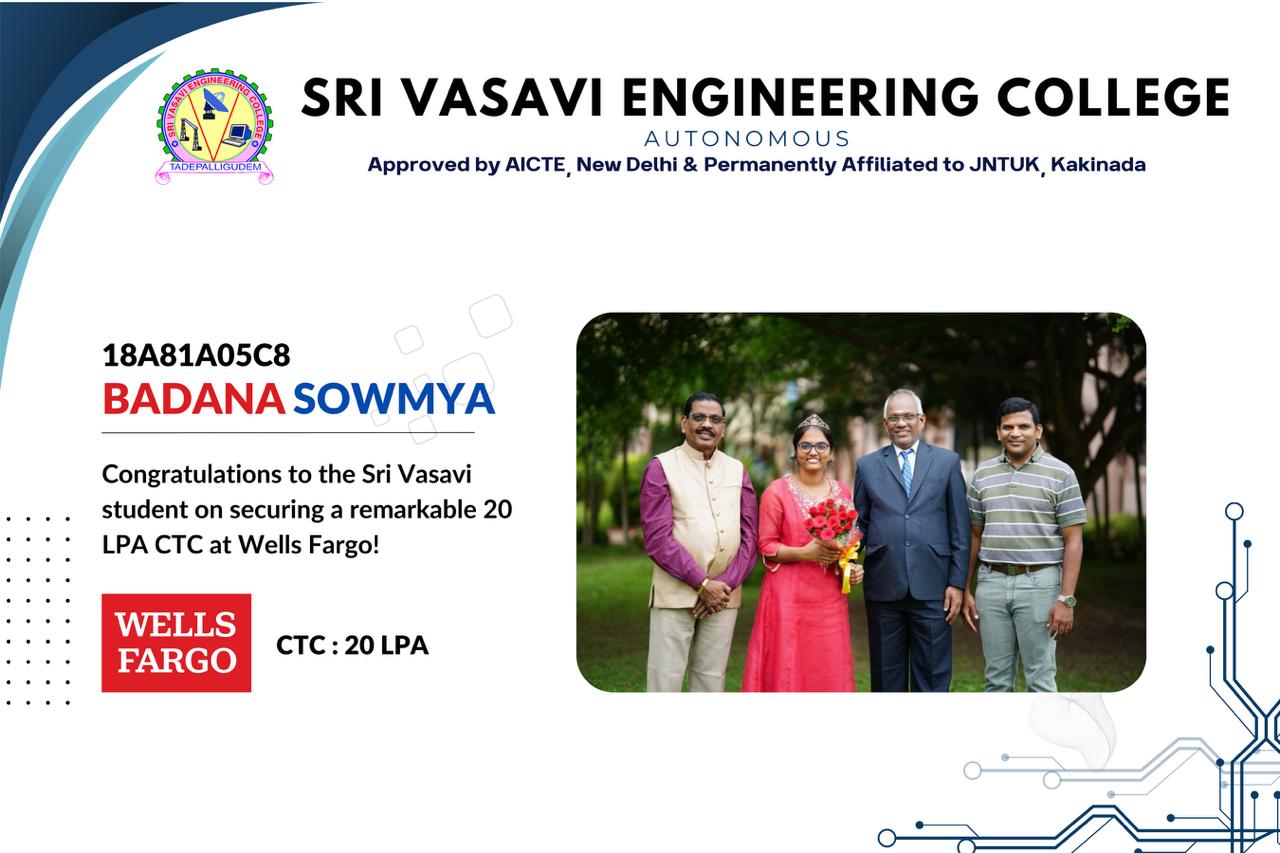 SRI VASAVI ENGINEERING COLLEGE
TADEPALLIGUDEM
SRI VASAVI ENGINEERING COLLEGE
AUTONOMOUS
Approved by AICTE, New Delhi & Permanently Affiliated to JNTUK, Kakinada
18A81A05C8
BADANA SOWMYA
Congratulations to the Sri Vasavi
student on securing a remarkable 20
LPA CTC at Wells Fargo!
WELLS
FARGO
CTC : 20 LPA